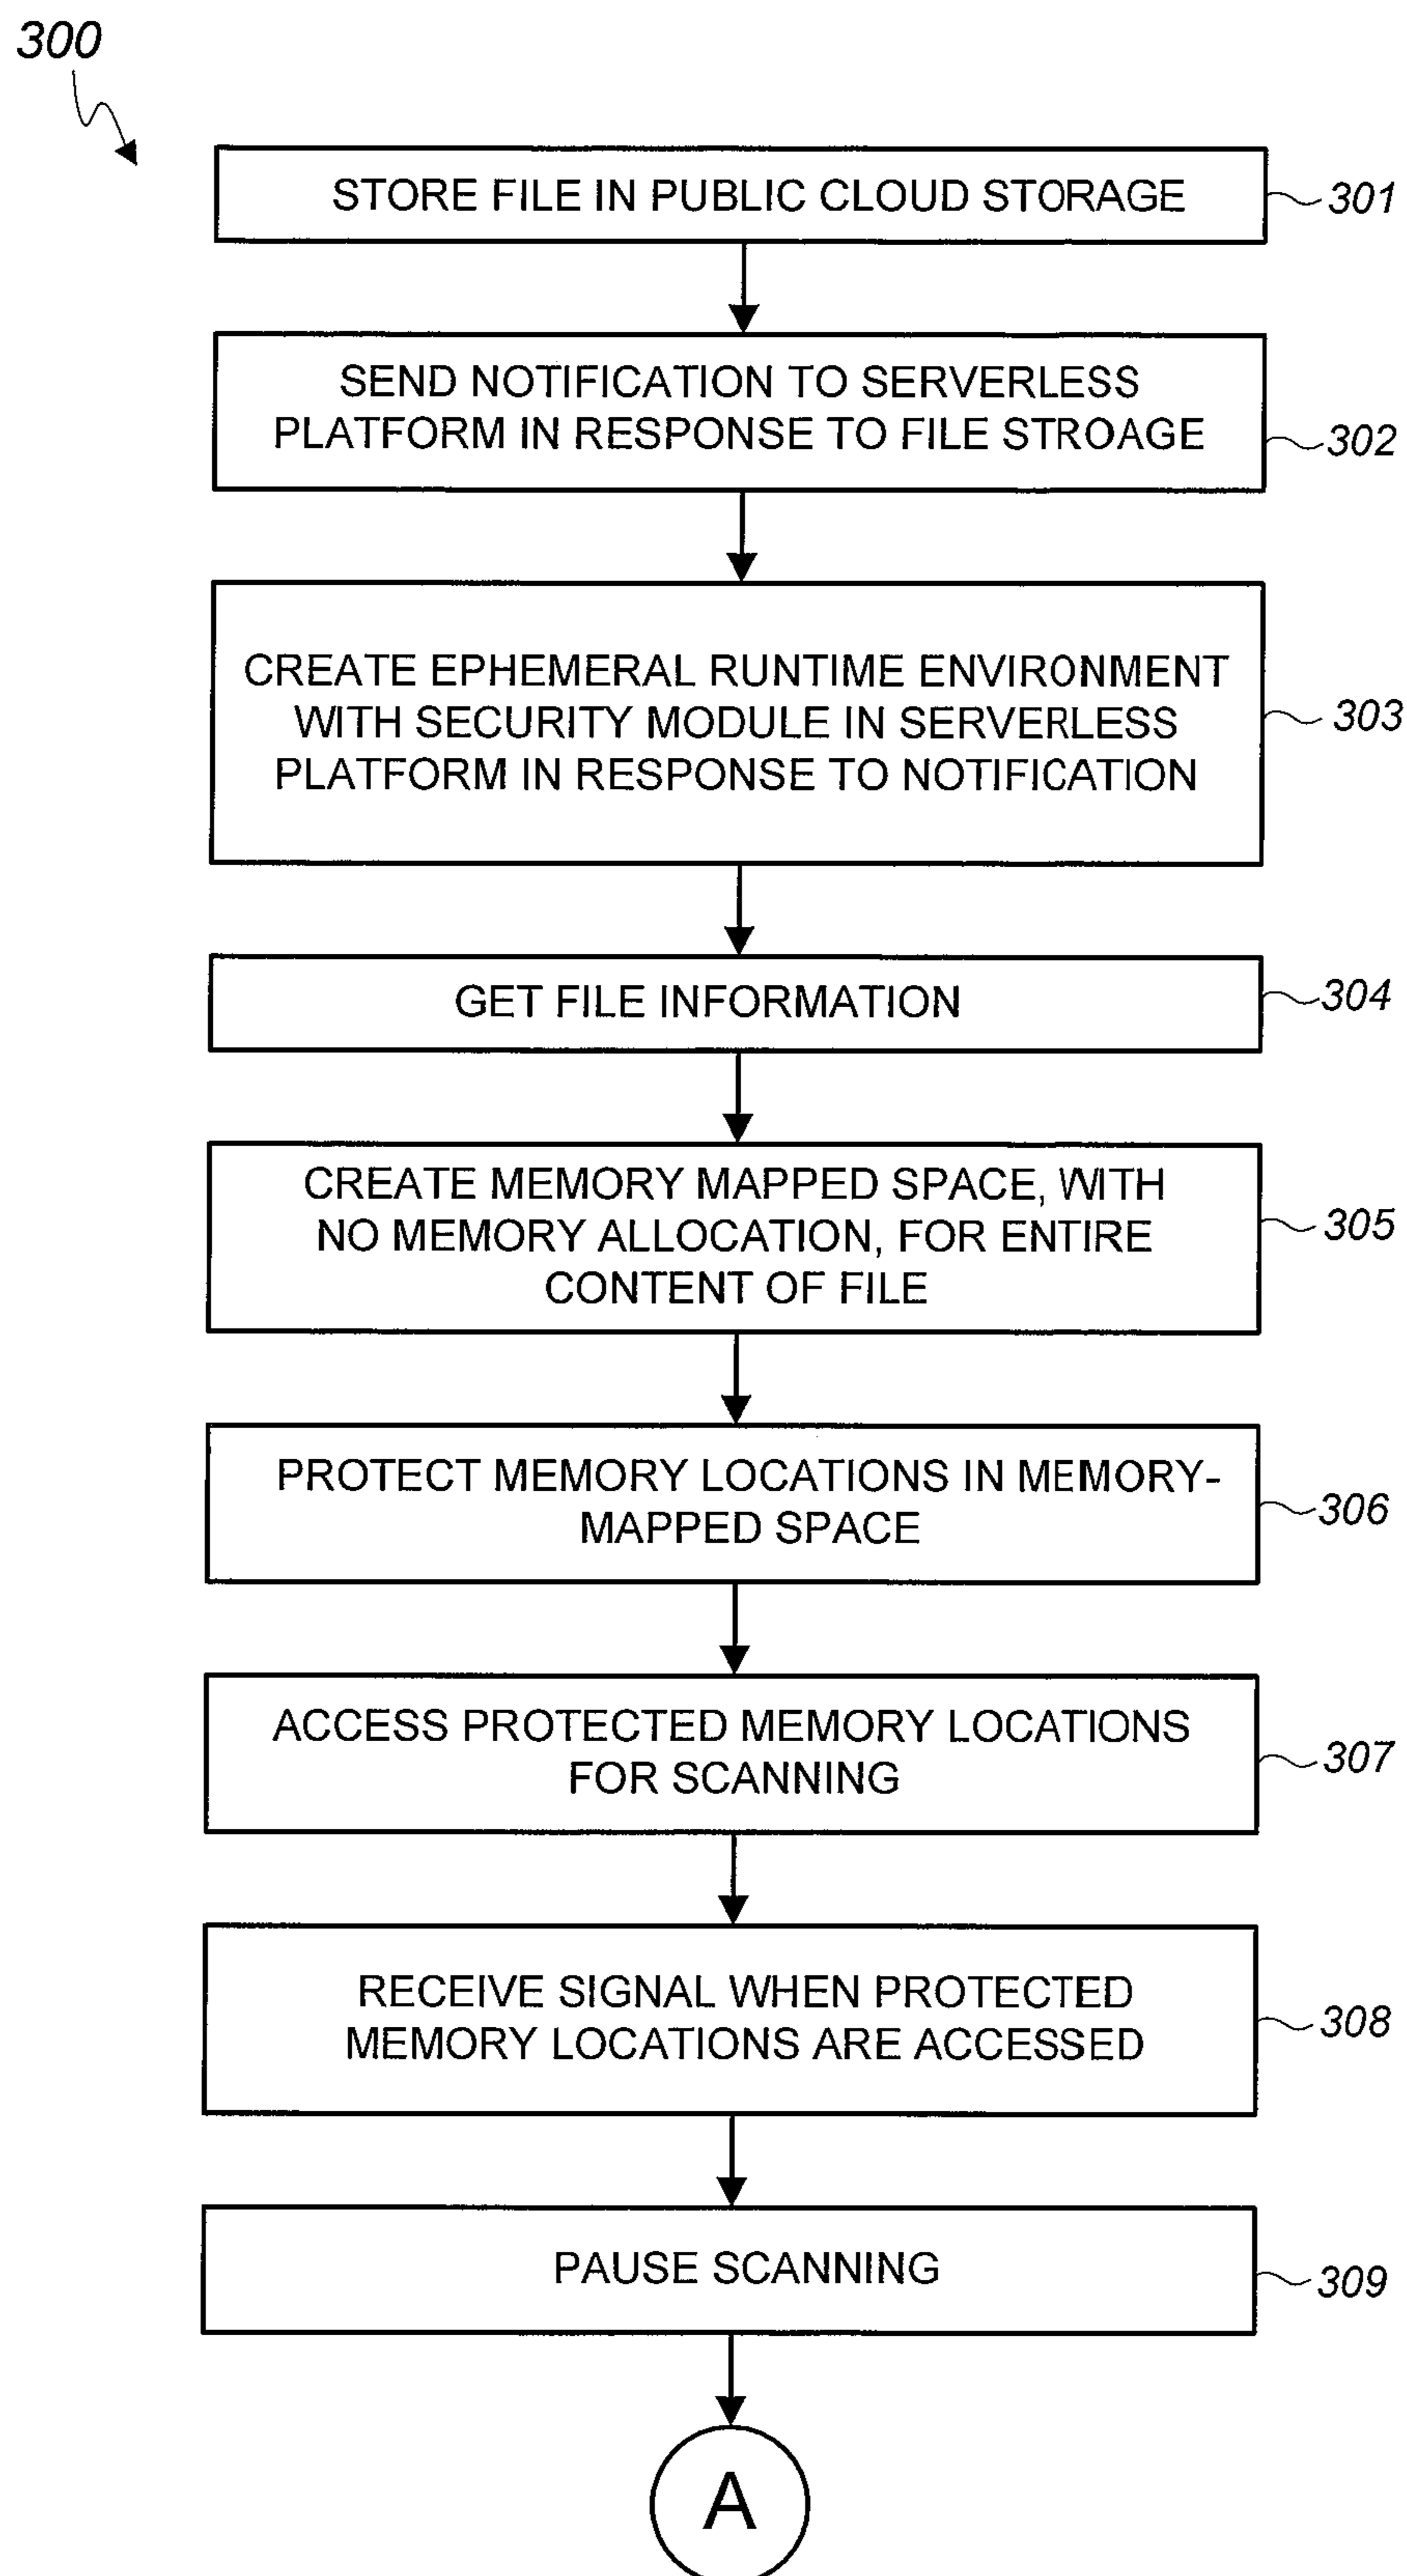 300
STORE FILE IN PUBLIC CLOUD STORAGE
301
SEND NOTIFICATION TO SERVERLESS
PLATFORM IN RESPONSE TO FILE STROAGE
302
CREATE EPHEMERAL RUNTIME ENVIRONMENT
WITH SECURITY MODULE IN SERVERLESS
PLATFORM IN RESPONSE TO NOTIFICATION
303
GET FILE INFORMATION
304
CREATE MEMORY MAPPED SPACE, WITH
NO MEMORY ALLOCATION, FOR ENTIRE
CONTENT OF FILE
305
PROTECT MEMORY LOCATIONS IN MEMORY-
MAPPED SPACE
306
ACCESS PROTECTED MEMORY LOCATIONS
FOR SCANNING
307
RECEIVE SIGNAL WHEN PROTECTED
MEMORY LOCATIONS ARE ACCESSED
308
PAUSE SCANNING
309
A